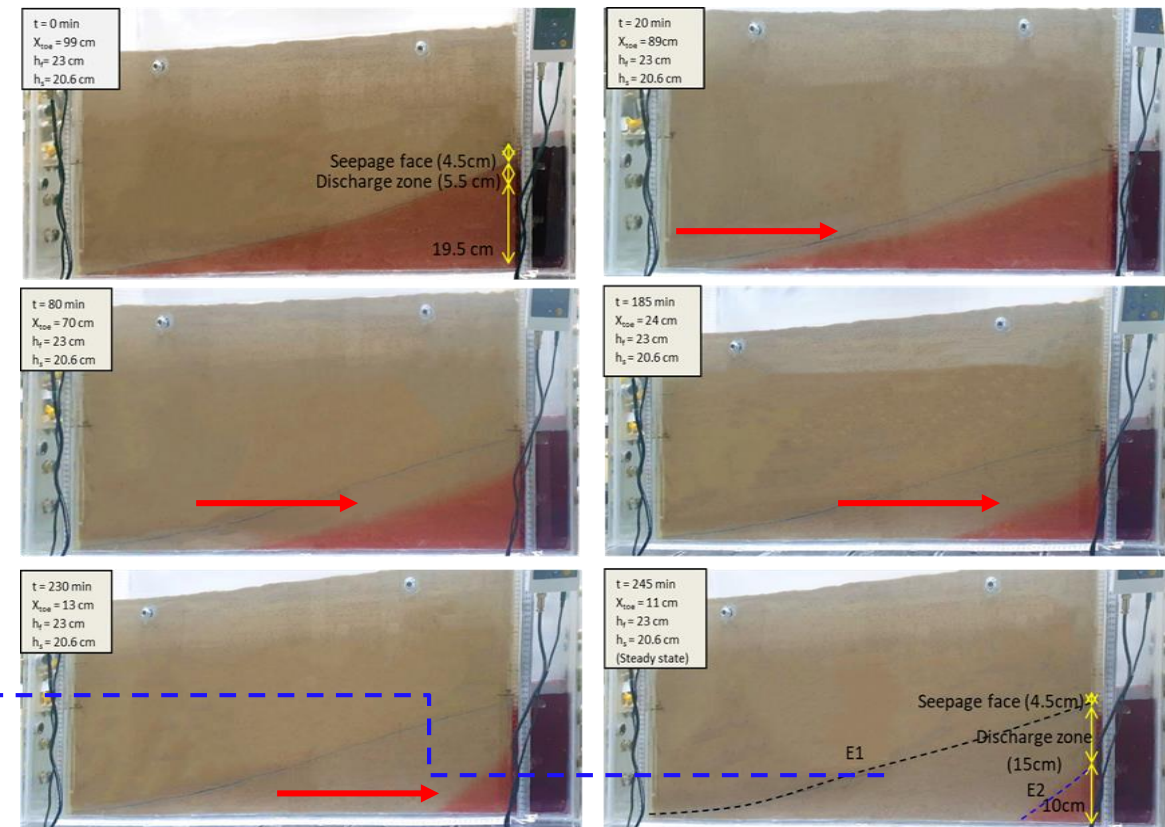 t = 0 min
Xtoe = 99 cm
hf= 23 cm
hs= 20.6 cm
Seepage face (4.5cm)
Discharge zone (5.5 cm)
19.5 cm
t = 20 min
Xtoe = 89cm
hf = 23 cm
hs = 20.6 cm
t = 80 min
Xtoe = 70 cm
hf = 23 cm
hs = 20.6 cm
t = 185 min
Xtoe = 24 cm
hf = 23 cm
hs = 20.6 cm
t = 230 min
Xtoe = 13 cm
hf = 23 cm
hs = 20.6 cm
t = 245 min
Xtoe = 11 cm
hf = 23 cm
hs = 20.6 cm
(Steady state)
Seepage face (4.5cm)
Discharge zone
(15cm)
E1
E2
10cm